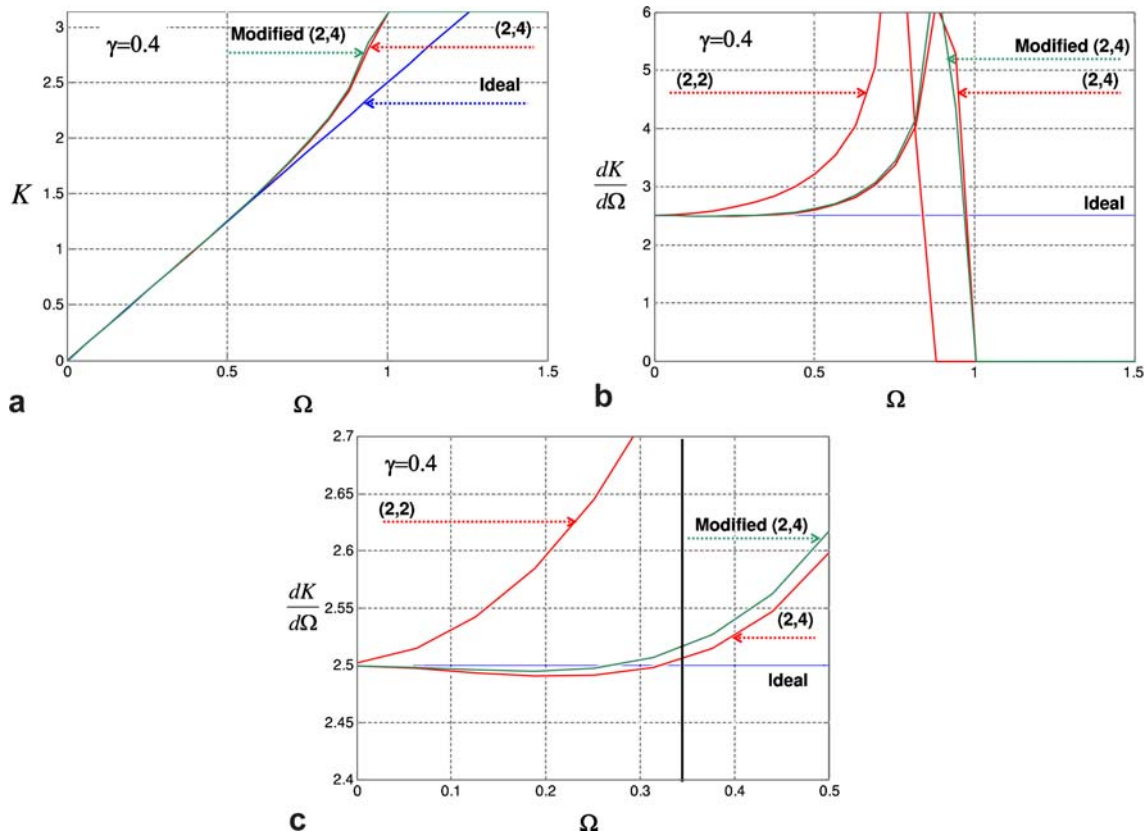 3
2.5
2
1.5
1
0.5
0
K
γ=0.4
Modified (2,4)
(2,4)
Ideal
0
0.5
1
1.5
Ω
a
6
5
4
3
2
1
0
dK
dΩ
γ=0.4
(2,2)
Modified (2,4)
(2,4)
Ideal
0
0.5
1
1.5
Ω
b
2.7
2.65
2.6
2.55
2.5
2.45
2.4
dK
dΩ
γ=0.4
(2,2)
Modified (2,4)
(2,4)
Ideal
0
0.1
0.2
0.3
0.4
0.5
Ω
c